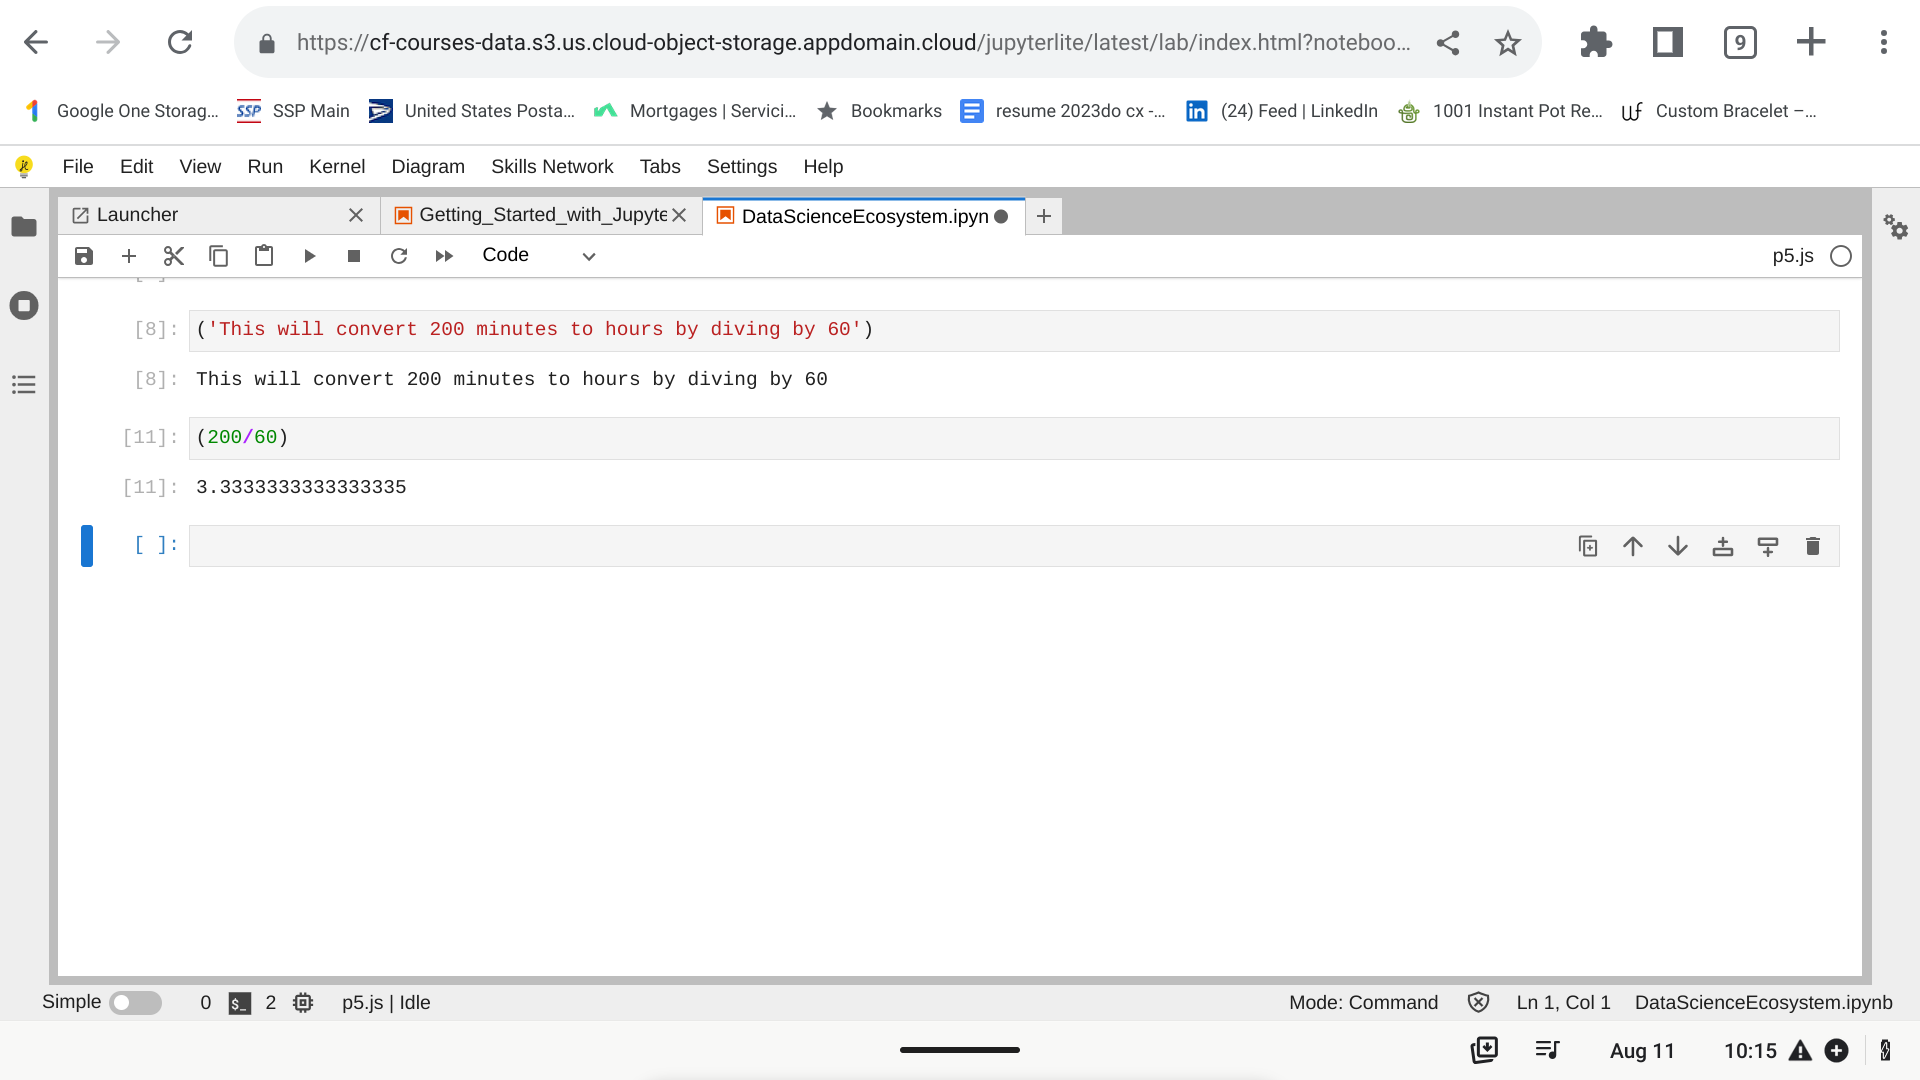 https://cf-courses-data.s3.us.cloud-object-storage.appdomain.cloud/jupyterlite/latest/lab/index.html?noteboo... 9
Google One Storag... SSP SSP Main United States Posta... Mortgages | Servici... Bookmarks resume 2023do cx -... in (24) Feed | LinkedIn 1001 Instant Pot Re... Custom Bracelet –...
File Edit View Run Kernel Diagram Skills Network Tabs Settings Help
Launcher Getting_Started_with_Jupyte DataScienceEcosystem.ipyn
Code p5.js
[8]: ('This will convert 200 minutes to hours by diving by 60')
[8]: This will convert 200 minutes to hours by diving by 60
[11]: (200/60)
[11]: 3.3333333333333335
[ ]:
Simple 0 $_ 2 p5.js | Idle Mode: Command Ln 1, Col 1 DataScienceEcosystem.ipynb
Aug 11 10:15